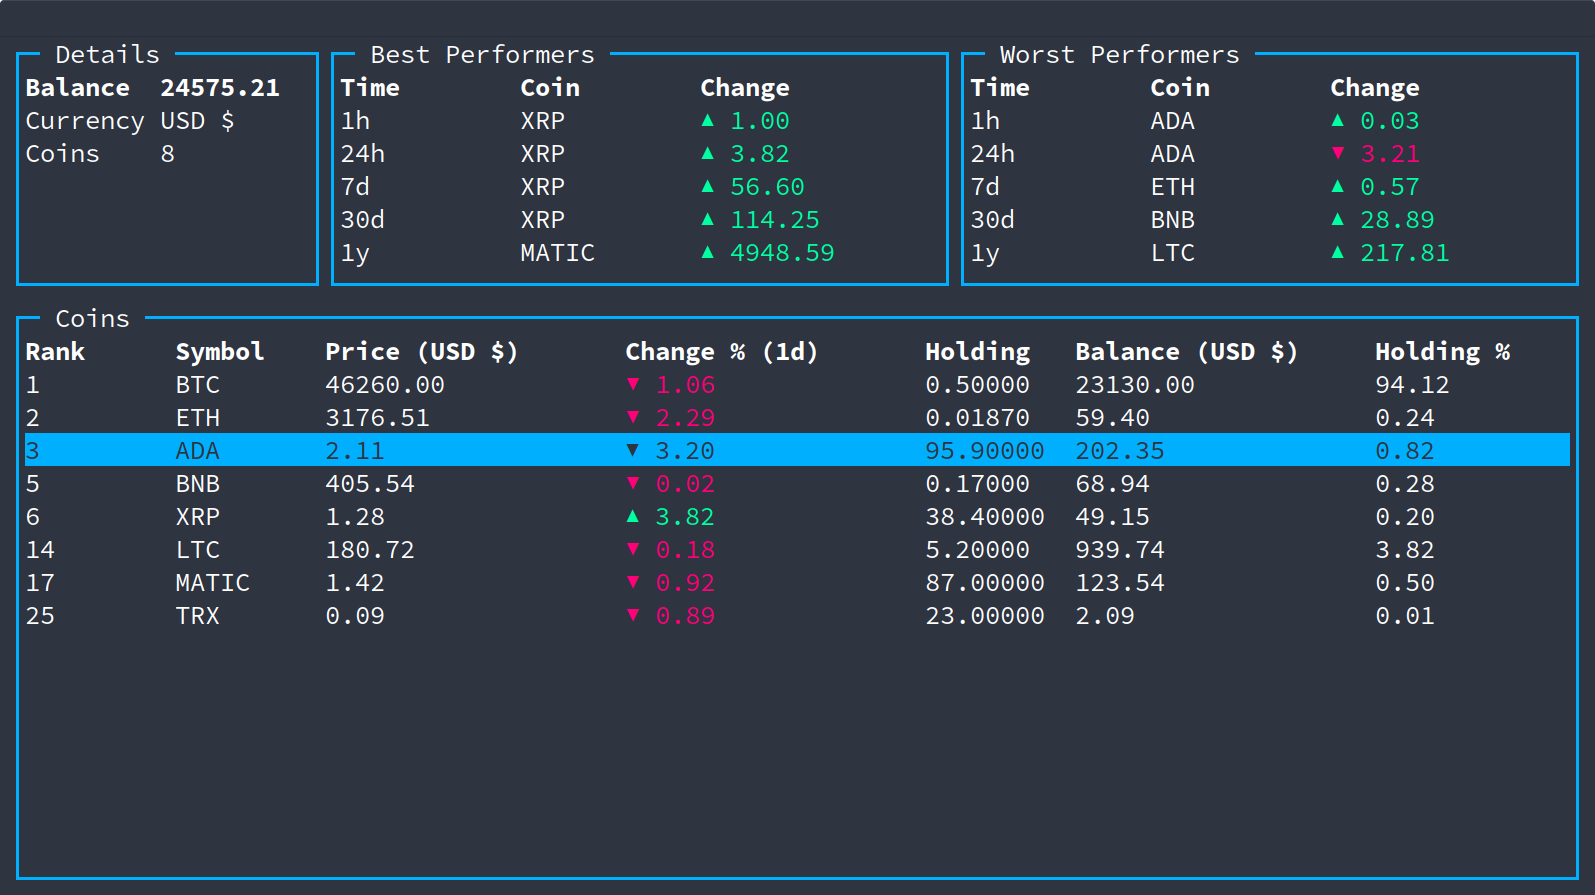 Details
Balance 24575.21
Currency USD $
Coins 8
Best Performers
Time Coin Change
1h XRP ▲ 1.00
24h XRP ▲ 3.82
7d XRP ▲ 56.60
30d XRP ▲ 114.25
1y MATIC ▲ 4948.59
Worst Performers
Time Coin Change
1h ADA ▲ 0.03
24h ADA ▼ 3.21
7d ETH ▲ 0.57
30d BNB ▲ 28.89
1y LTC ▲ 217.81
Coins
Rank Symbol Price (USD $) Change % (1d) Holding Balance (USD $) Holding %
1 BTC 46260.00 ▼ 1.06 0.50000 23130.00 94.12
2 ETH 3176.51 ▼ 2.29 0.01870 59.40 0.24
3 ADA 2.11 ▼ 3.20 95.90000 202.35 0.82
5 BNB 405.54 ▼ 0.02 0.17000 68.94 0.28
6 XRP 1.28 ▲ 3.82 38.40000 49.15 0.20
14 LTC 180.72 ▼ 0.18 5.20000 939.74 3.82
17 MATIC 1.42 ▼ 0.92 87.00000 123.54 0.50
25 TRX 0.09 ▼ 0.89 23.00000 2.09 0.01